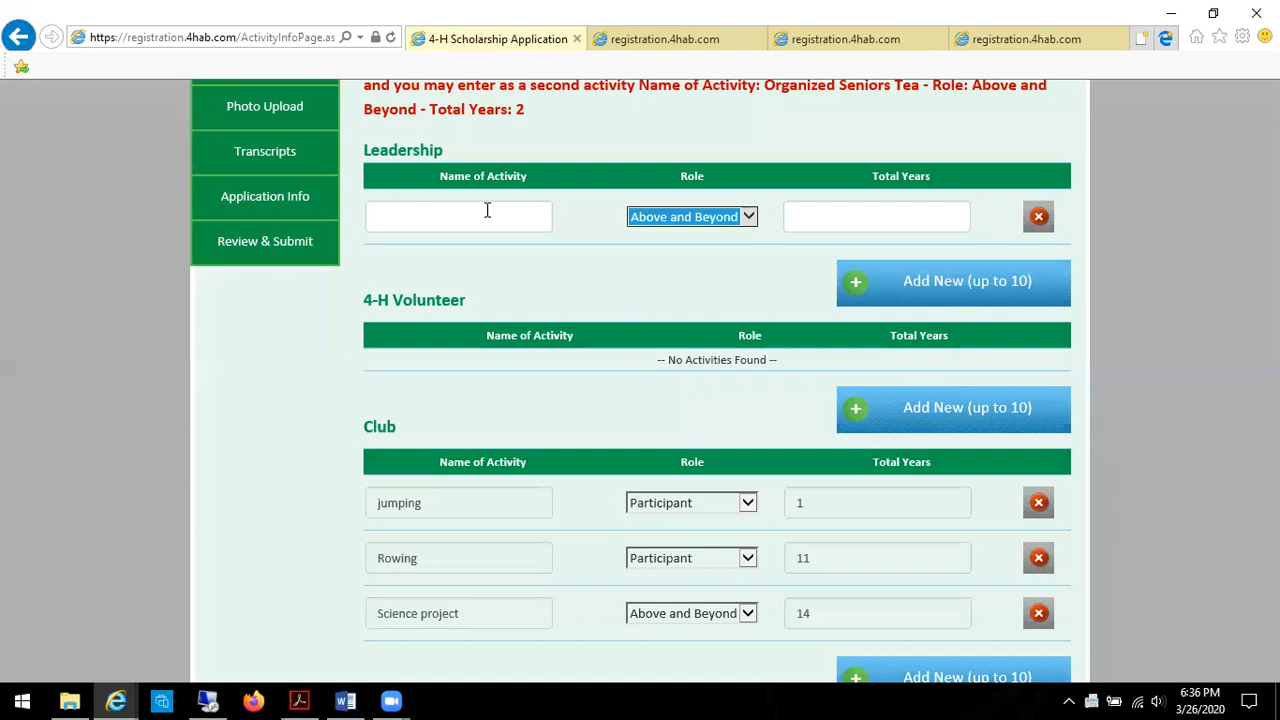 https://registration.4hab.com/ActivityInfoPage.as
4-H Scholarship Application
registration.4hab.com
registration.4hab.com
registration.4hab.com
and you may enter as a second activity Name of Activity: Organized Seniors Tea - Role: Above and
Beyond - Total Years: 2
Photo Upload
Transcripts
Application Info
Review & Submit
Leadership
Name of Activity Role Total Years
Above and Beyond
Add New (up to 10)
4-H Volunteer
Name of Activity Role Total Years
-- No Activities Found --
Add New (up to 10)
Club
Name of Activity Role Total Years
jumping Participant 1
Rowing Participant 11
Science project Above and Beyond 14
Add New (up to 10)
6:36 PM
3/26/2020